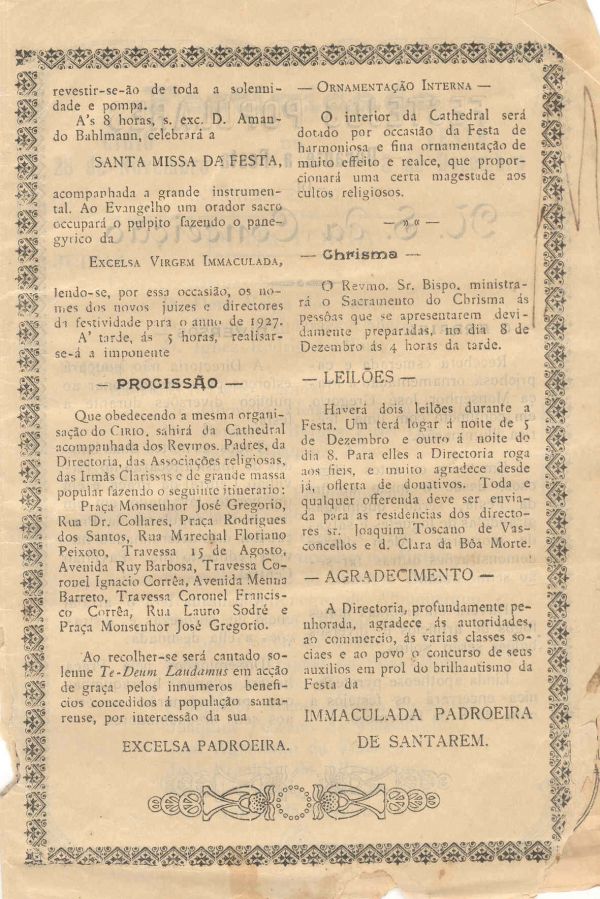 revestir-se-ão de toda a solenni-
dade e pompa.
A's 8 horas, s. exc. D. Aman-
do Bahlmann, celebrará a
SANTA MISSA DA FESTA,
acompanhada a grande instrumen-
tal. Ao Evangelho um orador sacro
occupará o pulpito fazendo o pane-
gyrico da
EXCELSA VIRGEM IMMACULADA,
lendo-se, por essa occasião, os no-
mes dos novos juizes e directores
da festividade para o anno de 1927.
A' tarde, ás 5 horas, realisar-
se-á a imponente
— PROCISSÃO —
Que obedecendo a mesma organi-
sação do CIRIO, sahirá da Cathedral
acompanhada dos Revmos. Padres, da
Directoria, das Associações religiosas,
das Irmãs Clarissas e de grande massa
popular fazendo o seguinte itinerario:
Praça Monsenhor José Gregorio,
Rua Dr. Collares, Praça Rodrigues
dos Santos, Rua Marechal Floriano
Peixoto, Travessa 15 de Agosto,
Avenida Ruy Barbosa, Travessa Co-
ronel Ignacio Corrêa, Avenida Menna
Barreto, Travessa Coronel Francis-
co Corrêa, Rua Lauro Sodré e
Praça Monsenhor José Gregorio.
Ao recolher-se será cantado so-
lenne Te-Deum Laudamus em acção
de graça pelos innumeros benefi-
cios concedidos á população santa-
rense, por intercessão da sua
EXCELSA PADROEIRA.
— ORNAMENTAÇÃO INTERNA —
O interior da Cathedral será
dotado por occasião da Festa de
harmoniosa e fina ornamentação de
muito effeito e realce, que propor-
cionará uma certa magestade aos
cultos religiosos.
— »« —
— Chrisma —
O Revmo. Sr. Bispo, ministra-
rá o Sacramento do Chrisma ás
pessôas que se apresentarem devi-
damente preparadas, no dia 8 de
Dezembro ás 4 horas da tarde.
— LEILÕES —
Haverá dois leilões durante a
Festa. Um terá logar á noite de 5
de Dezembro e outro á noite do
dia 8. Para elles a Directoria roga
aos fieis, e muito agradece desde
já, offerta de donativos. Toda e
qualquer offerenda deve ser envia-
da para as residencias dos directo-
res sr. Joaquim Toscano de Vas-
concellos e d. Clara da Bôa Morte.
— AGRADECIMENTO —
A Directoria, profundamente pe-
nhorada, agradece ás autoridades,
ao commercio, ás varias classes so-
ciaes e ao povo o concurso de seus
auxilios em prol do brilhantismo da
Festa da
IMMACULADA PADROEIRA
DE SANTAREM.